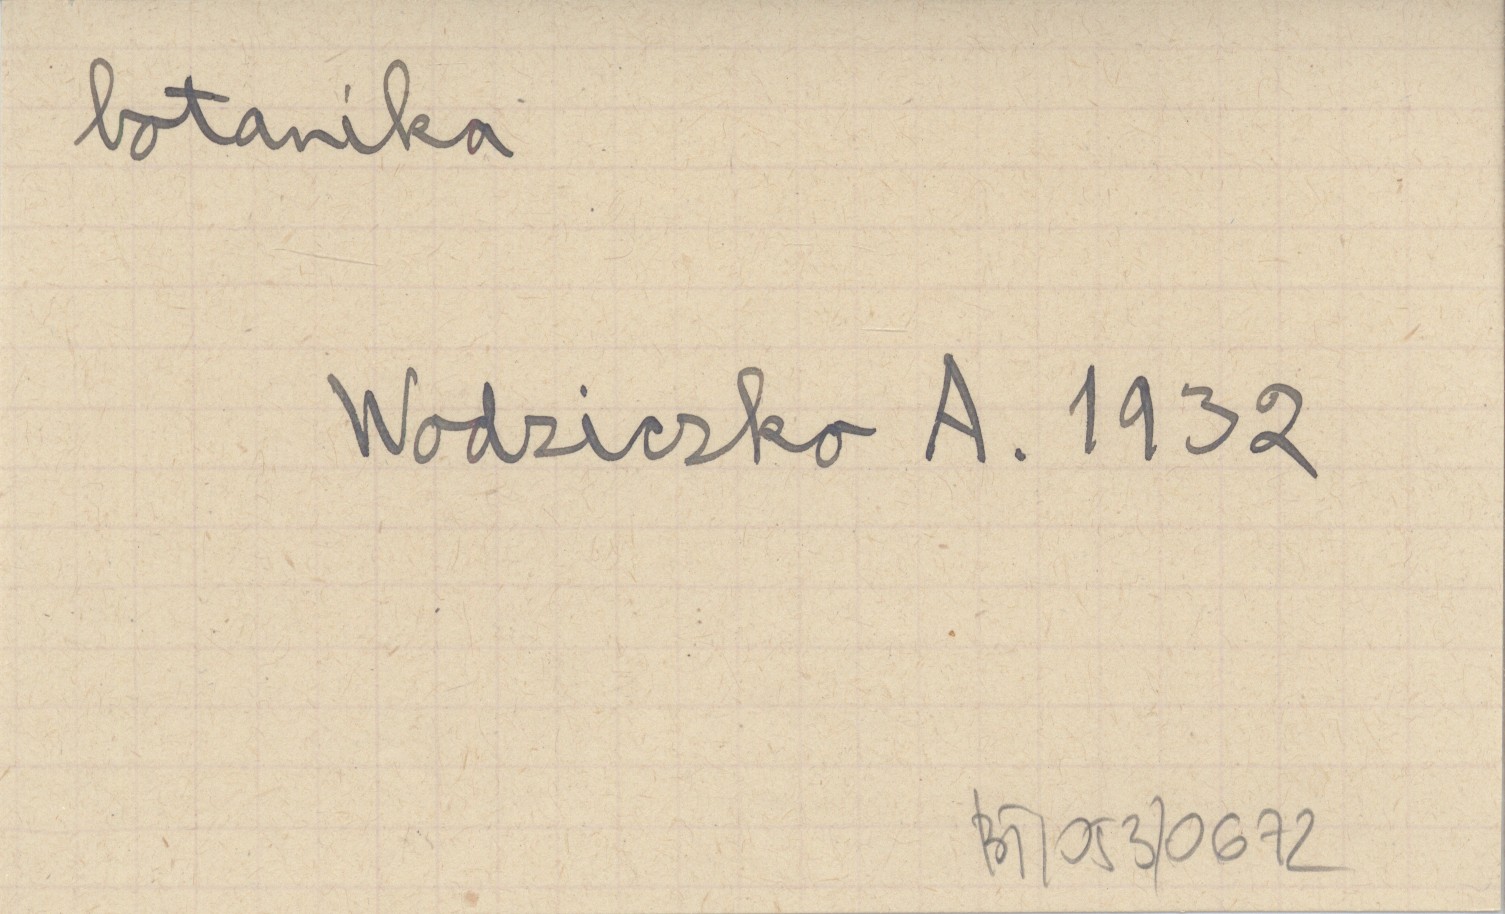 botanika
Wodziczko A. 1932
BT/053/0672